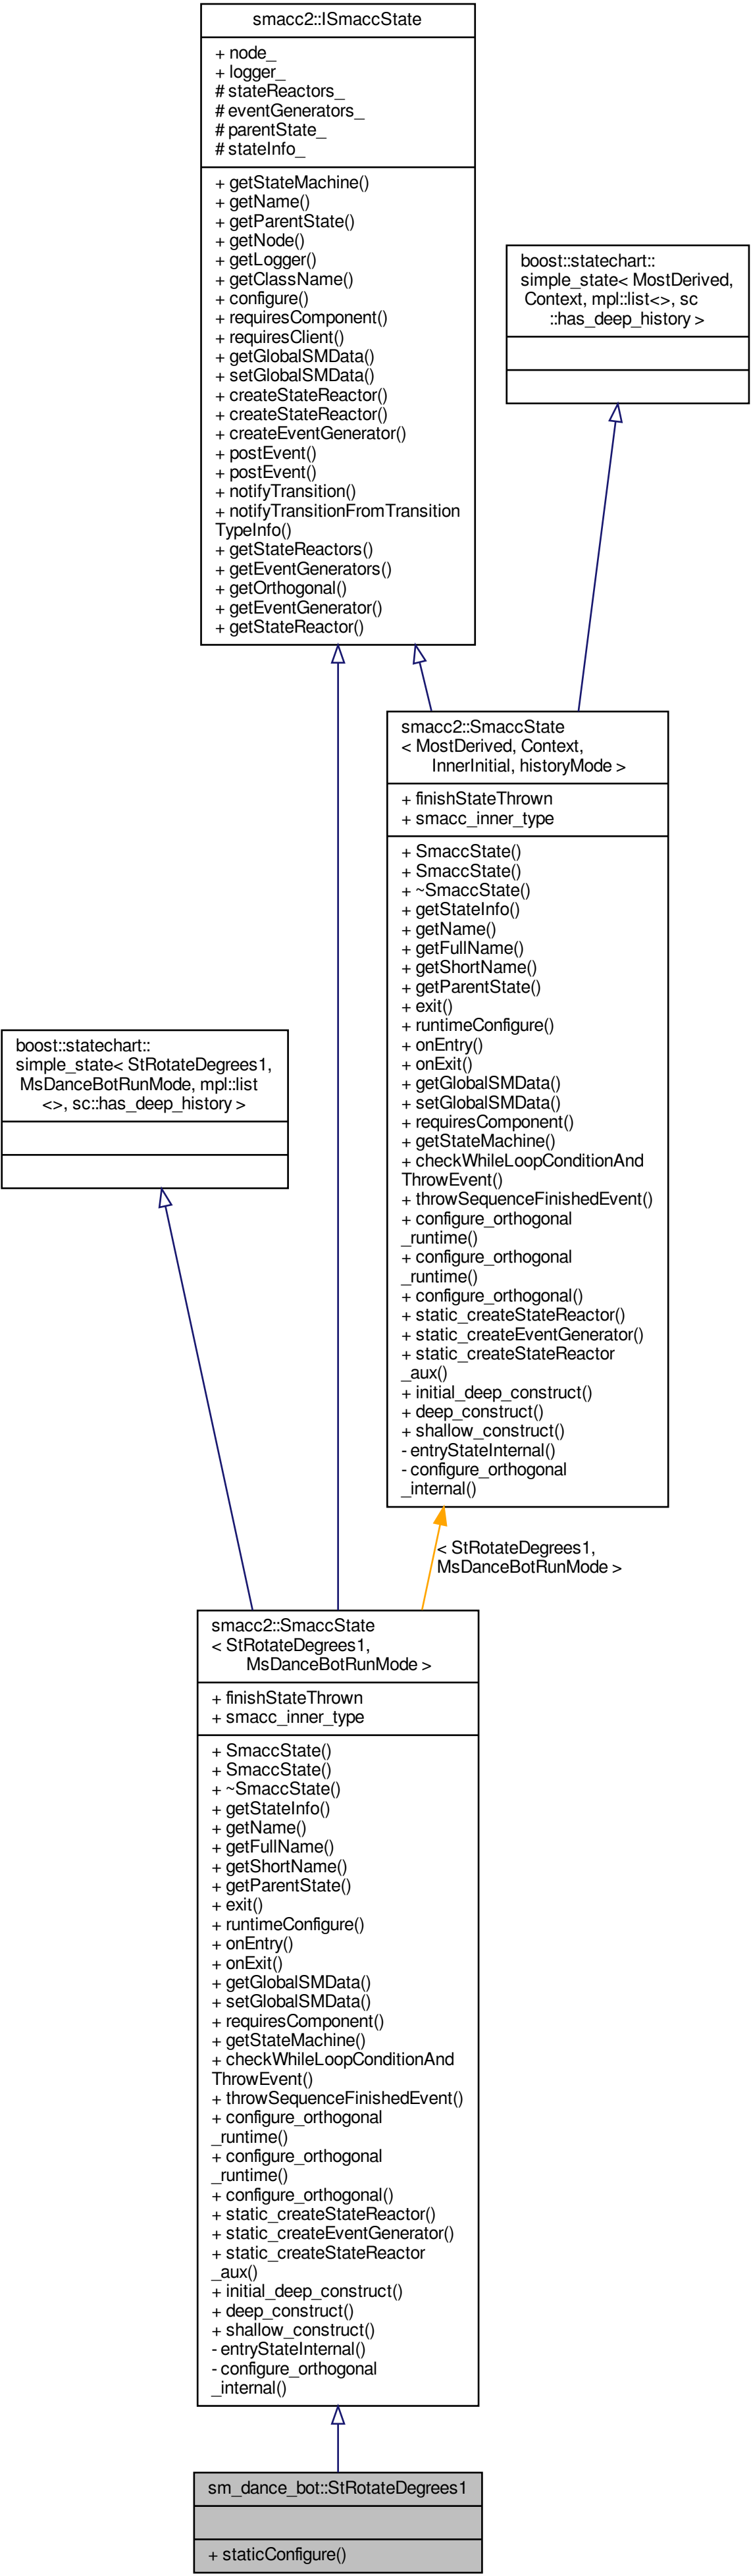 smacc2::ISmaccState
+ node_
+ logger_
# stateReactors_
# eventGenerators_
# parentState_
# stateInfo_
+ getStateMachine()
+ getName()
+ getParentState()
+ getNode()
+ getLogger()
+ getClassName()
+ configure()
+ requiresComponent()
+ requiresClient()
+ getGlobalSMData()
+ setGlobalSMData()
+ createStateReactor()
+ createStateReactor()
+ createEventGenerator()
+ postEvent()
+ postEvent()
+ notifyTransition()
+ notifyTransitionFromTransition
TypeInfo()
+ getStateReactors()
+ getEventGenerators()
+ getOrthogonal()
+ getEventGenerator()
+ getStateReactor()
boost::statechart::
simple_state< MostDerived,
Context, mpl::list<>, sc
::has_deep_history >
smacc2::SmaccState
< MostDerived, Context,
InnerInitial, historyMode >
+ finishStateThrown
+ smacc_inner_type
+ SmaccState()
+ SmaccState()
+ ~SmaccState()
+ getStateInfo()
+ getName()
+ getFullName()
+ getShortName()
+ getParentState()
+ exit()
+ runtimeConfigure()
+ onEntry()
+ onExit()
+ getGlobalSMData()
+ setGlobalSMData()
+ requiresComponent()
+ getStateMachine()
+ checkWhileLoopConditionAnd
ThrowEvent()
+ throwSequenceFinishedEvent()
+ configure_orthogonal
_runtime()
+ configure_orthogonal
_runtime()
+ configure_orthogonal()
+ static_createStateReactor()
+ static_createEventGenerator()
+ static_createStateReactor
_aux()
+ initial_deep_construct()
+ deep_construct()
+ shallow_construct()
- entryStateInternal()
- configure_orthogonal
_internal()
boost::statechart::
simple_state< StRotateDegrees1,
MsDanceBotRunMode, mpl::list
<>, sc::has_deep_history >
< StRotateDegrees1,
MsDanceBotRunMode >
smacc2::SmaccState
< StRotateDegrees1,
MsDanceBotRunMode >
+ finishStateThrown
+ smacc_inner_type
+ SmaccState()
+ SmaccState()
+ ~SmaccState()
+ getStateInfo()
+ getName()
+ getFullName()
+ getShortName()
+ getParentState()
+ exit()
+ runtimeConfigure()
+ onEntry()
+ onExit()
+ getGlobalSMData()
+ setGlobalSMData()
+ requiresComponent()
+ getStateMachine()
+ checkWhileLoopConditionAnd
ThrowEvent()
+ throwSequenceFinishedEvent()
+ configure_orthogonal
_runtime()
+ configure_orthogonal
_runtime()
+ configure_orthogonal()
+ static_createStateReactor()
+ static_createEventGenerator()
+ static_createStateReactor
_aux()
+ initial_deep_construct()
+ deep_construct()
+ shallow_construct()
- entryStateInternal()
- configure_orthogonal
_internal()
sm_dance_bot::StRotateDegrees1
+ staticConfigure()